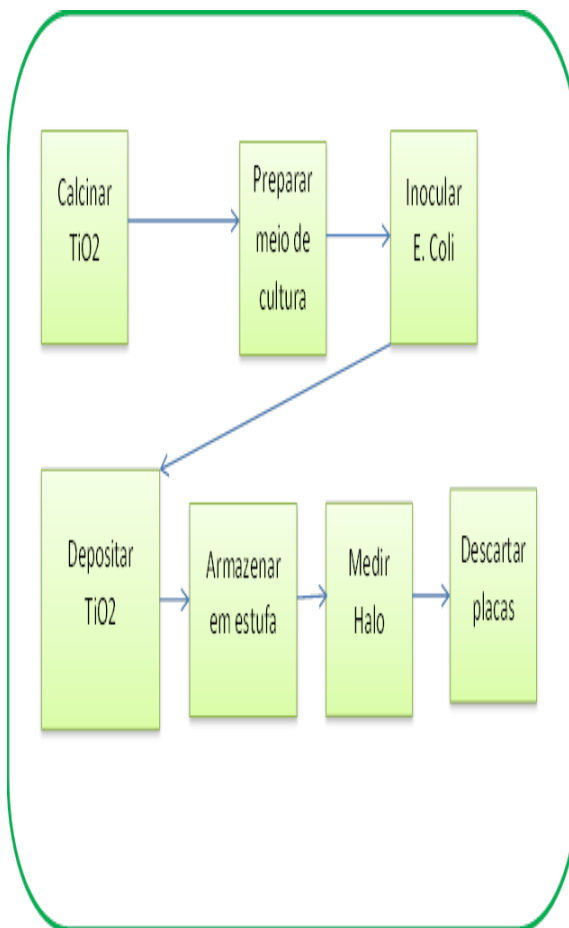 Calcinar
TiO2
Preparar
meio de
cultura
Inocular
E. Coli
Depositar
TiO2
Armazenar
em estufa
Medir
Halo
Descartar
placas